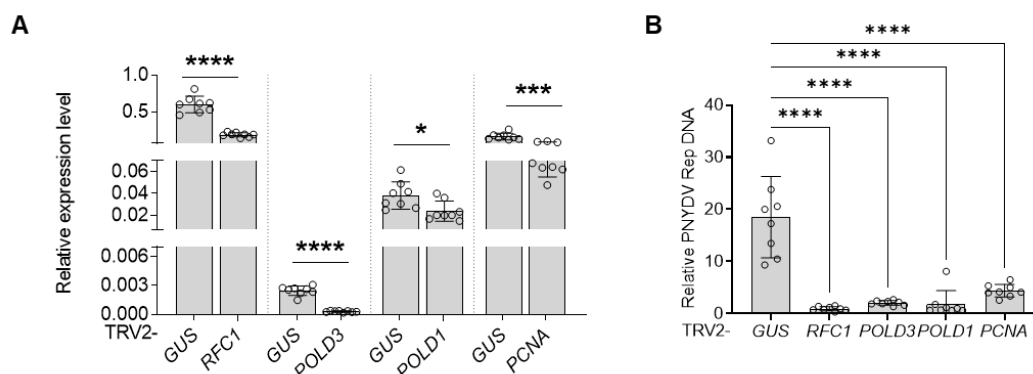 A
Relative expression level
1.0
0.5
0.10
0.06
0.04
0.02
0.006
0.003
0.000
****
****
*
***
TRV2-
GUS
RFC1
GUS
POLD3
GUS
POLD1
GUS
PCNA
B
Relative PNYDV Rep DNA
40
30
20
10
0
****
****
****
****
TRV2-
GUS
RFC1
POLD3
POLD1
PCNA